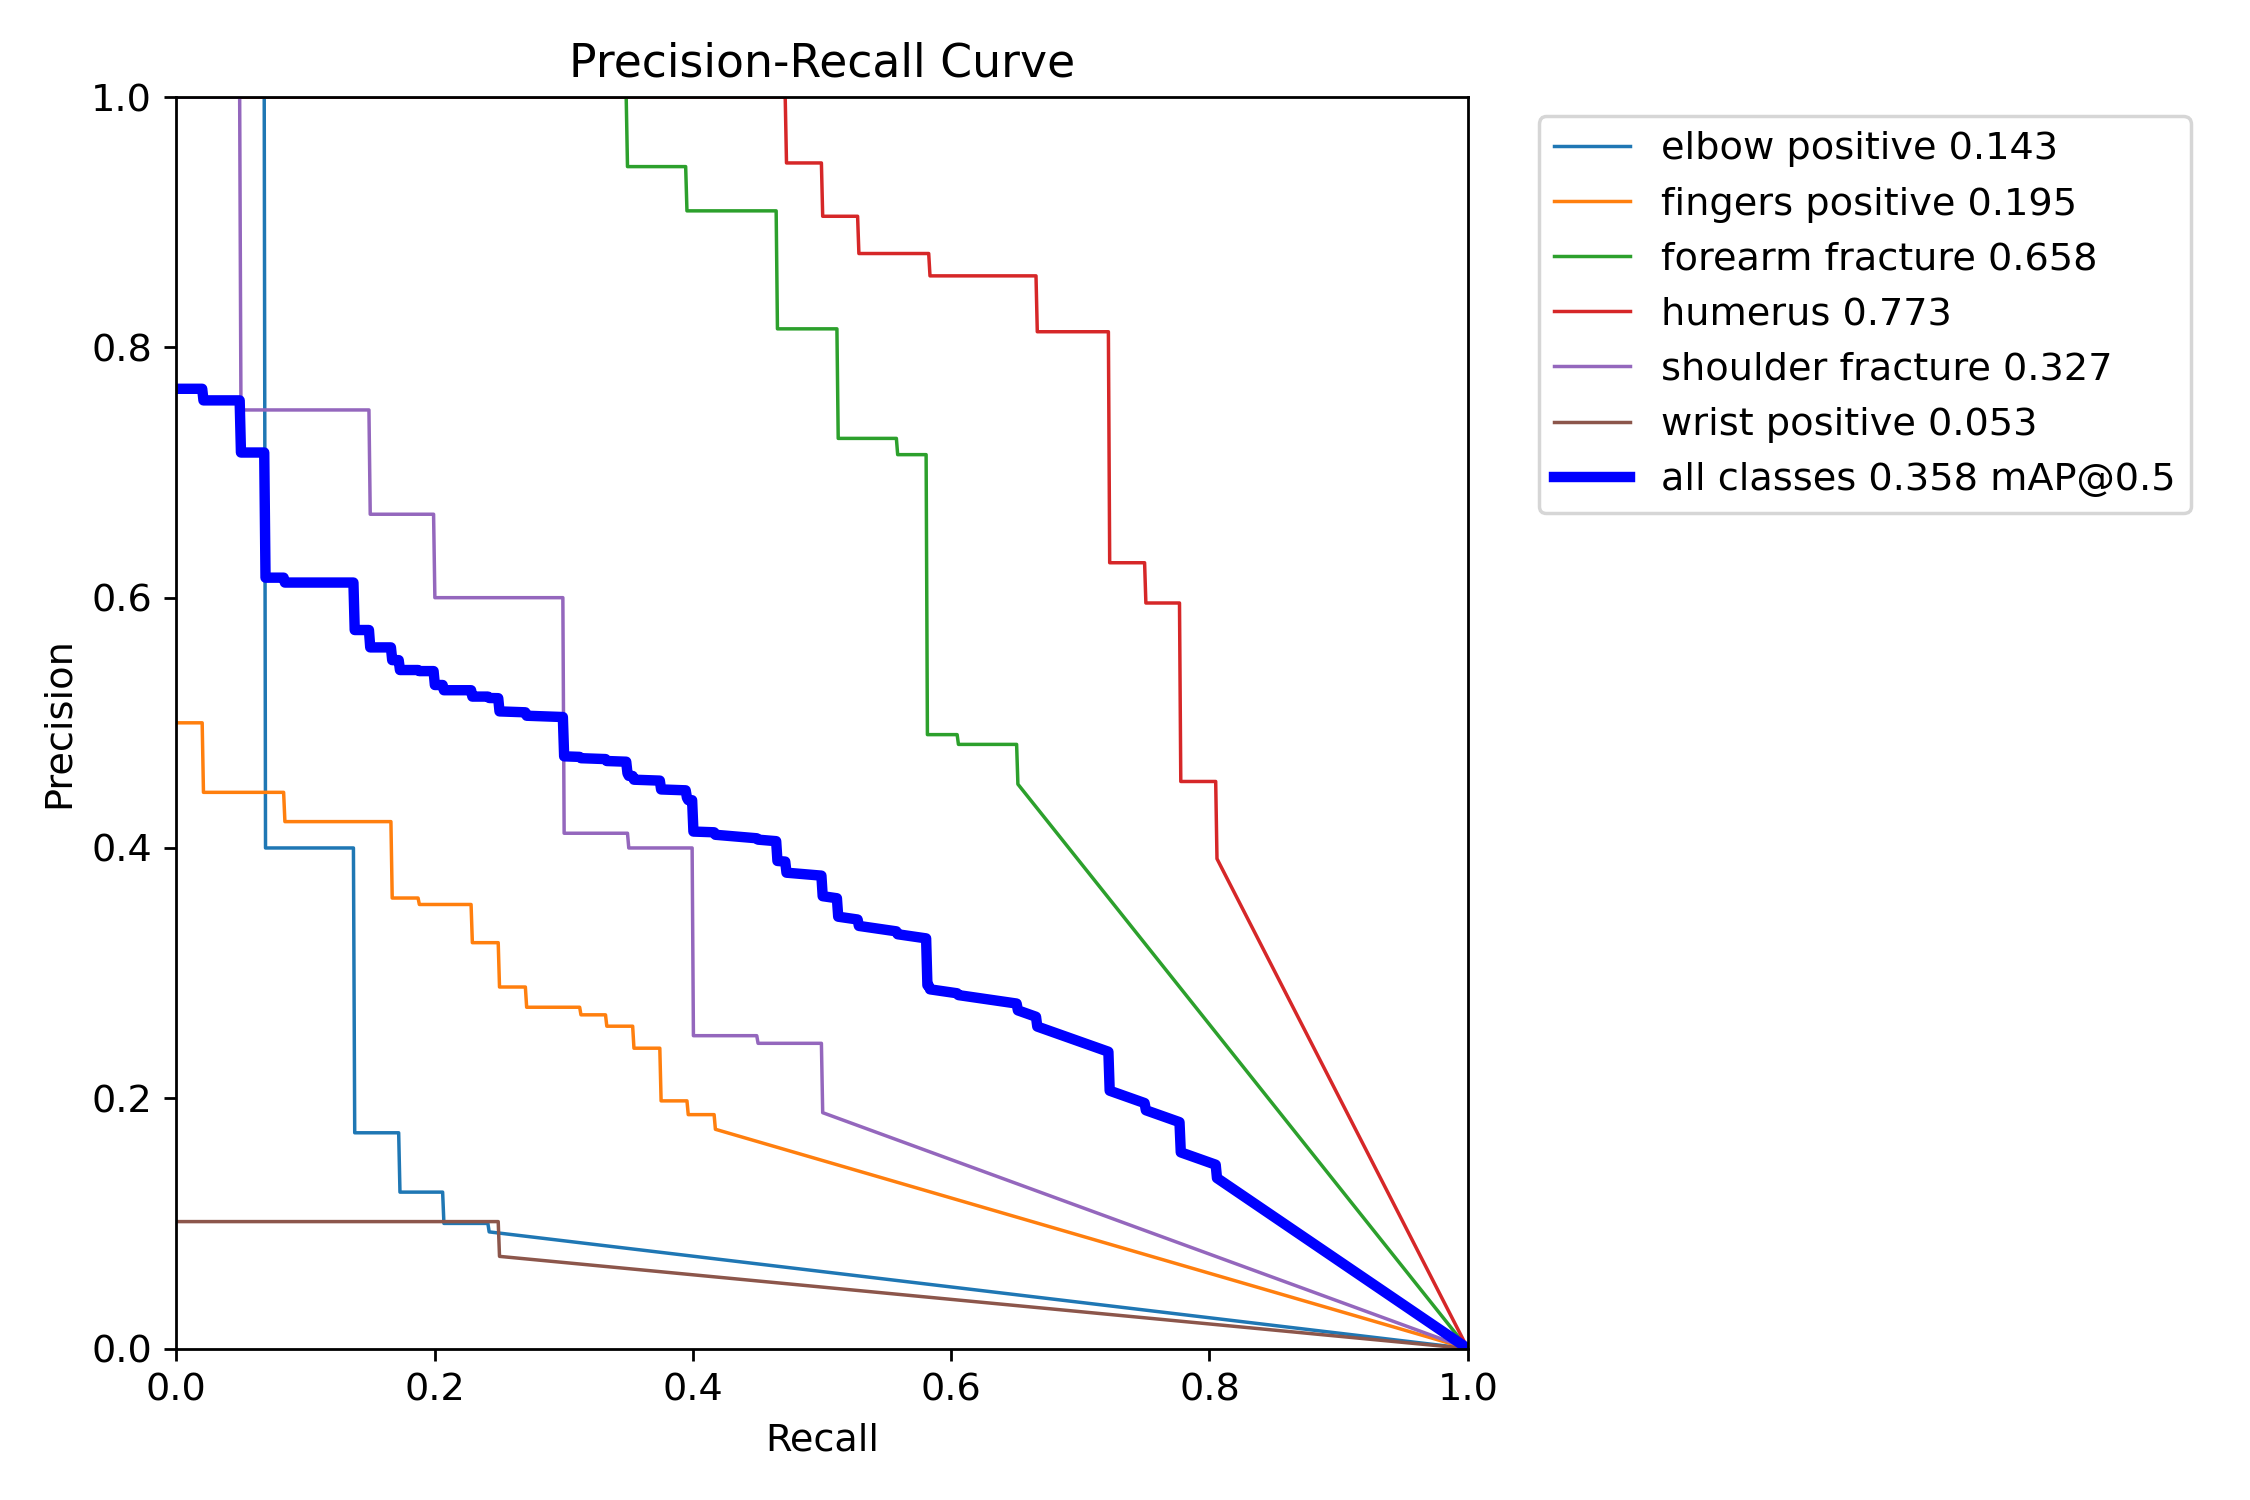 Precision-Recall Curve
1.0
0.8
0.6
0.4
0.2
0.0
Precision
0.0 0.2 0.4 0.6 0.8 1.0
Recall
elbow positive 0.143
fingers positive 0.195
forearm fracture 0.658
humerus 0.773
shoulder fracture 0.327
wrist positive 0.053
all classes 0.358 mAP@0.5